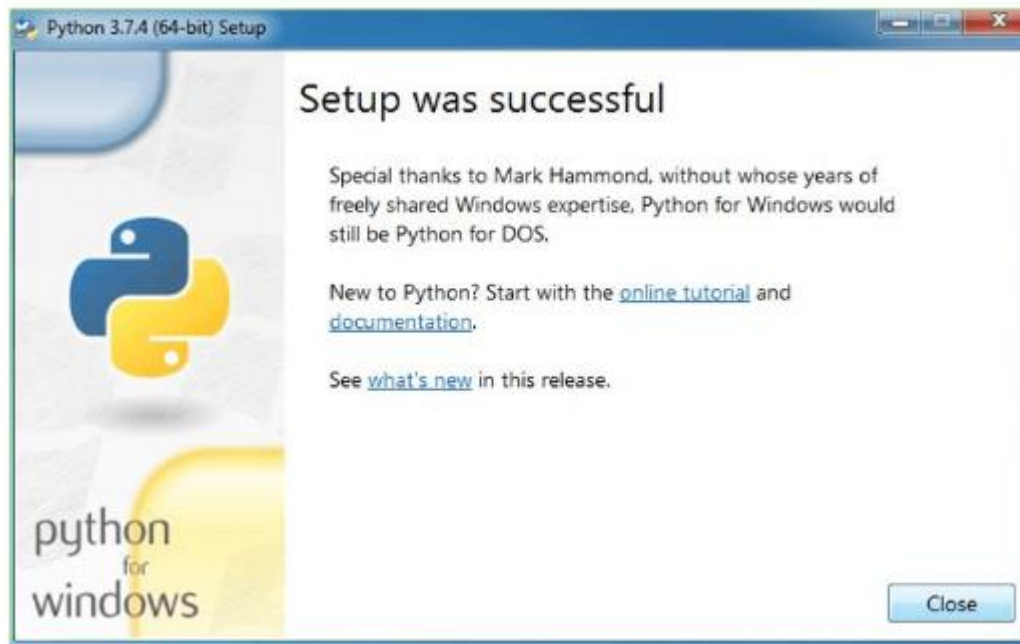 Python 3.7.4 (64-bit) Setup
Setup was successful
Special thanks to Mark Hammond, without whose years of
freely shared Windows expertise, Python for Windows would
still be Python for DOS.
New to Python? Start with the online tutorial and
documentation.
See what's new in this release.
python
for
windows
Close